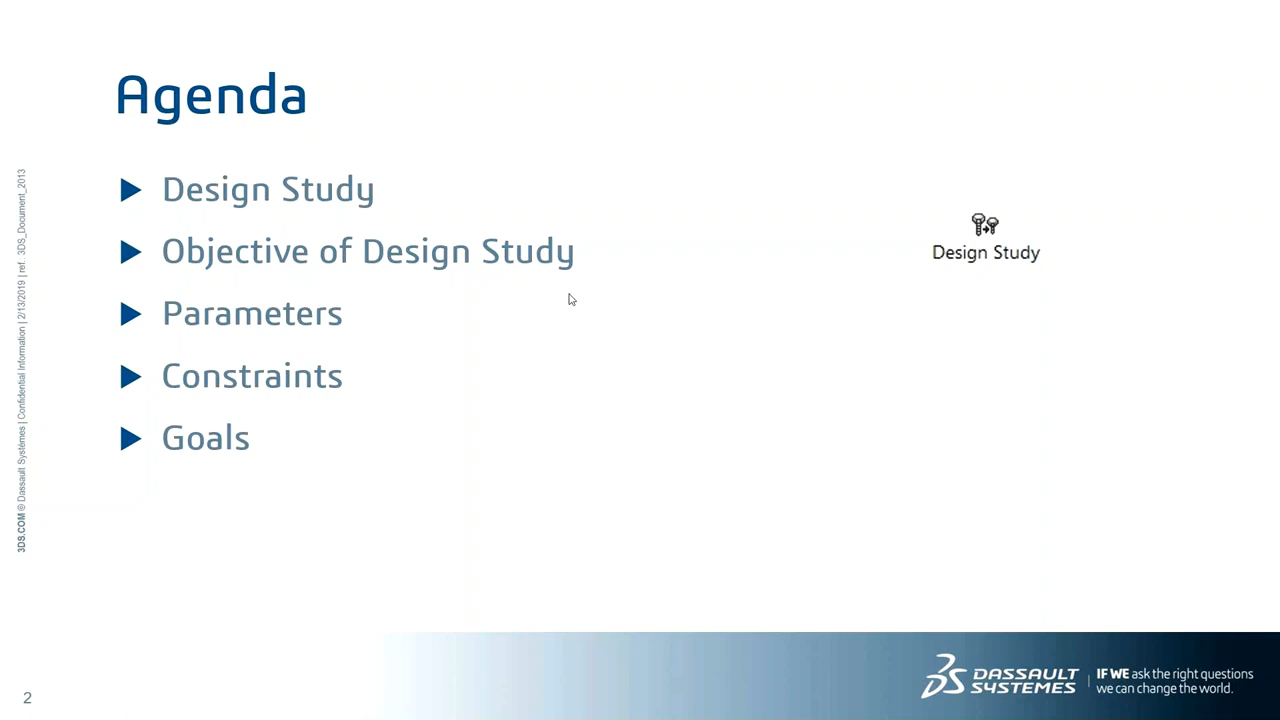 Agenda
Design Study
Objective of Design Study
Parameters
Constraints
Goals
Design Study
3DS.COM © Dassault Systèmes | Confidential Information | 2/13/2019 | ref. 3DS_Document_2013
2
DASSAULT
SYSTEMES
IF WE ask the right questions
we can change the world.